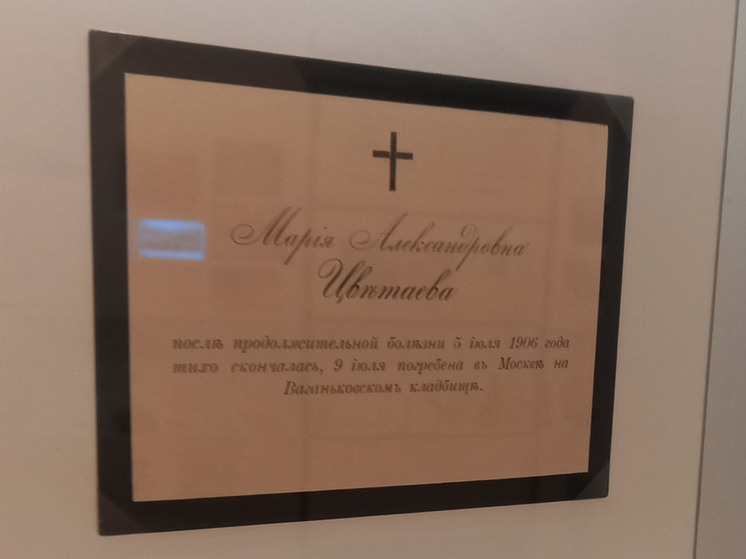 Марія Александровна
Цвѣтаева
послѣ продолжительной болѣзни 5 іюля 1906 года
тихо скончалась, 9 іюля погребена въ Москвѣ на
Ваганьковскомъ кладбищѣ.